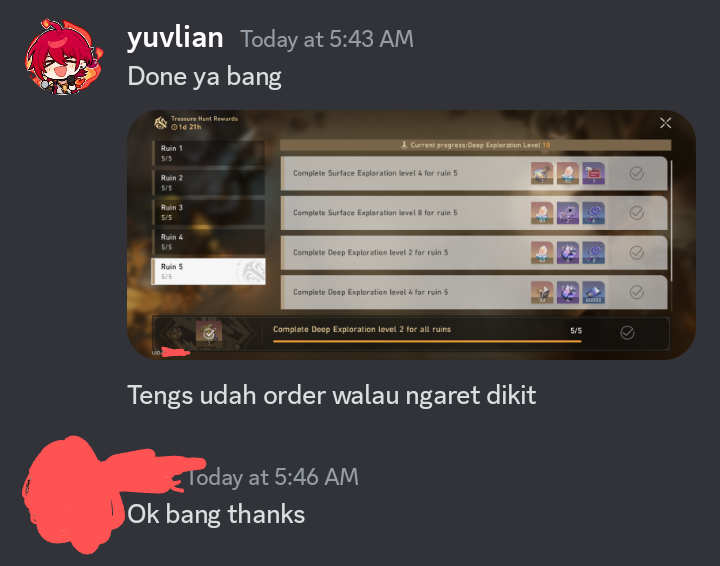 yuvlian Today at 5:43 AM
Done ya bang
Treasure Hunt Rewards
1d 21h
Current progress:Deep Exploration Level 10
Ruin 1
5/5
Ruin 2
5/5
Ruin 3
5/5
Ruin 4
5/5
Ruin 5
5/5
Complete Surface Exploration level 4 for ruin 5
Complete Surface Exploration level 8 for ruin 5
Complete Deep Exploration level 2 for ruin 5
Complete Deep Exploration level 4 for ruin 5
Complete Deep Exploration level 2 for all ruins
5/5
Tengs udah order walau ngaret dikit
Today at 5:46 AM
Ok bang thanks